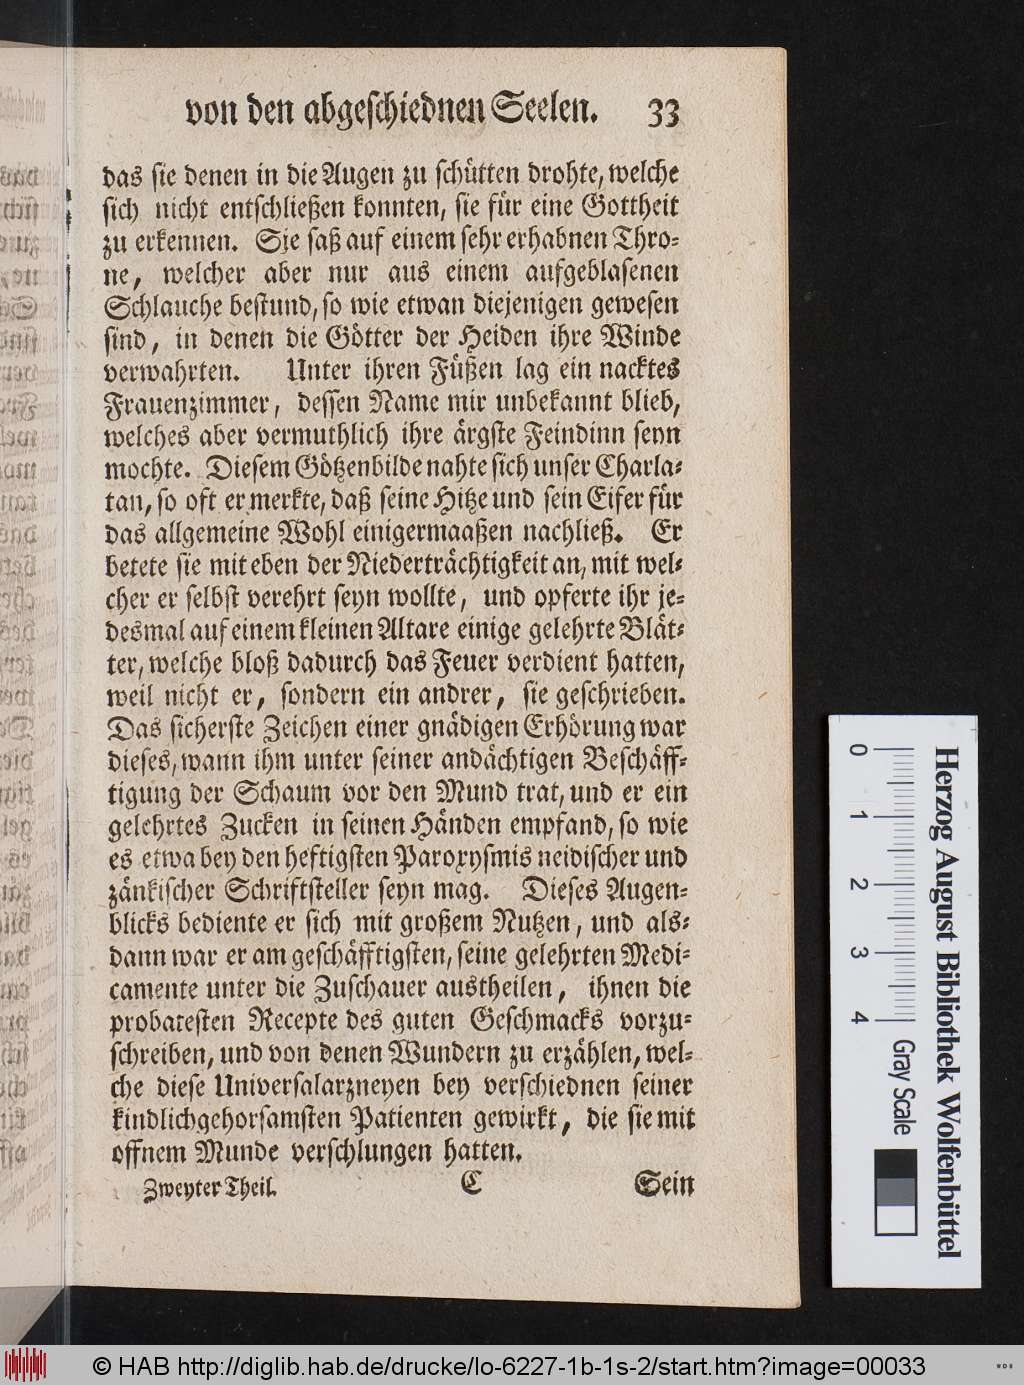 von den abgeschiednen Seelen. 33
das sie denen in die Augen zu schütten drohte, welche
sich nicht entschließen konnten, sie für eine Gottheit
zu erkennen. Sie saß auf einem sehr erhabnen Thro-
ne, welcher aber nur aus einem aufgeblasenen
Schlauche bestund, so wie etwan diejenigen gewesen
sind, in denen die Götter der Heiden ihre Winde
verwahrten. Unter ihren Füßen lag ein nacktes
Frauenzimmer, dessen Name mir unbekannt blieb,
welches aber vermuthlich ihre ärgste Feindinn seyn
mochte. Diesem Götzenbilde nahte sich unser Charla-
tan, so oft er merkte, daß seine Hitze und sein Eifer für
das allgemeine Wohl einigermaaßen nachließ. Er
betete sie mit eben der Niederträchtigkeit an, mit wel-
cher er selbst verehrt seyn wollte, und opferte ihr je-
desmal auf einem kleinen Altare einige gelehrte Blät-
ter, welche bloß dadurch das Feuer verdient hatten,
weil nicht er, sondern ein andrer, sie geschrieben.
Das sicherste Zeichen einer gnädigen Erhörung war
dieses, wann ihm unter seiner andächtigen Beschäff-
tigung der Schaum vor den Mund trat, und er ein
gelehrtes Zucken in seinen Händen empfand, so wie
es etwa bey den heftigsten Paroxysmis neidischer und
zänkischer Schriftsteller seyn mag. Dieses Augen-
blicks bediente er sich mit großem Nutzen, und als-
dann war er am geschäfftigsten, seine gelehrten Medi-
camente unter die Zuschauer austheilen, ihnen die
probatesten Recepte des guten Geschmacks vorzu-
schreiben, und von denen Wundern zu erzählen, wel-
che diese Universalarzneyen bey verschiednen seiner
kindlichgehorsamsten Patienten gewirkt, die sie mit
offnem Munde verschlungen hatten.
Zweyter Theil. C Sein
0 1 2 3 4 Gray Scale
Herzog August Bibliothek Wolfenbüttel
© HAB http://diglib.hab.de/drucke/lo-6227-1b-1s-2/start.htm?image=00033